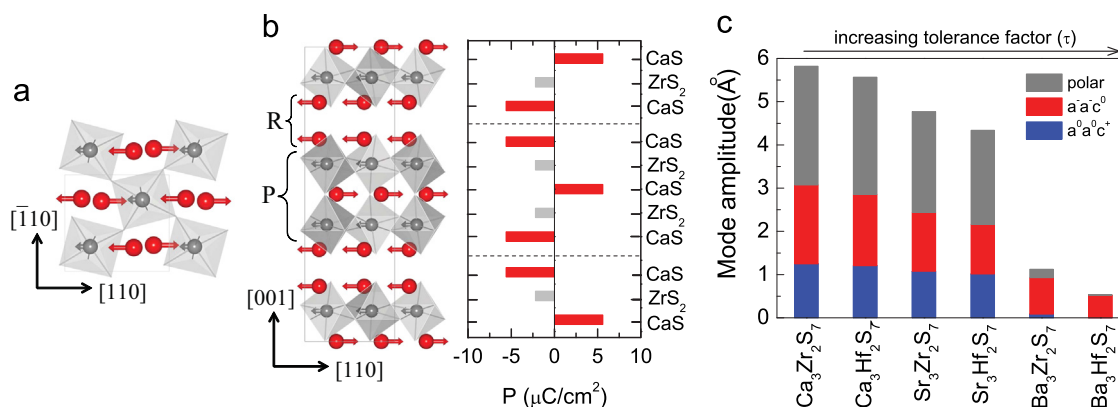 a
[1̅10]
[110]
b
R
P
[001]
[110]
CaS
ZrS₂
CaS
CaS
ZrS₂
CaS
ZrS₂
CaS
CaS
ZrS₂
CaS
-10 -5 0 5 10
P (μC/cm²)
c
increasing tolerance factor (τ)
Mode amplitude(Å)
6
5
4
3
2
1
0
polar
a⁻a⁻c⁰
a⁰a⁰c⁺
Ca₃Zr₂S₇
Ca₃Hf₂S₇
Sr₃Zr₂S₇
Sr₃Hf₂S₇
Ba₃Zr₂S₇
Ba₃Hf₂S₇